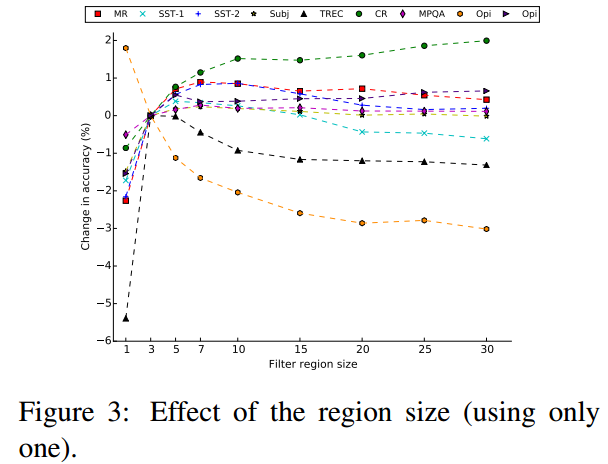 MR SST-1 SST-2 Subj TREC CR MPQA Opi Opi
2
1
0
−1
−2
−3
−4
−5
−6
Change in accuracy (%)
1 3 5 7 10 15 20 25 30
Filter region size
Figure 3: Effect of the region size (using only
one).